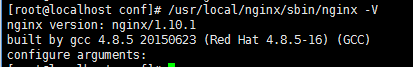 [root@localhost conf]# /usr/local/nginx/sbin/nginx -V
nginx version: nginx/1.10.1
built by gcc 4.8.5 20150623 (Red Hat 4.8.5-16) (GCC)
configure arguments: